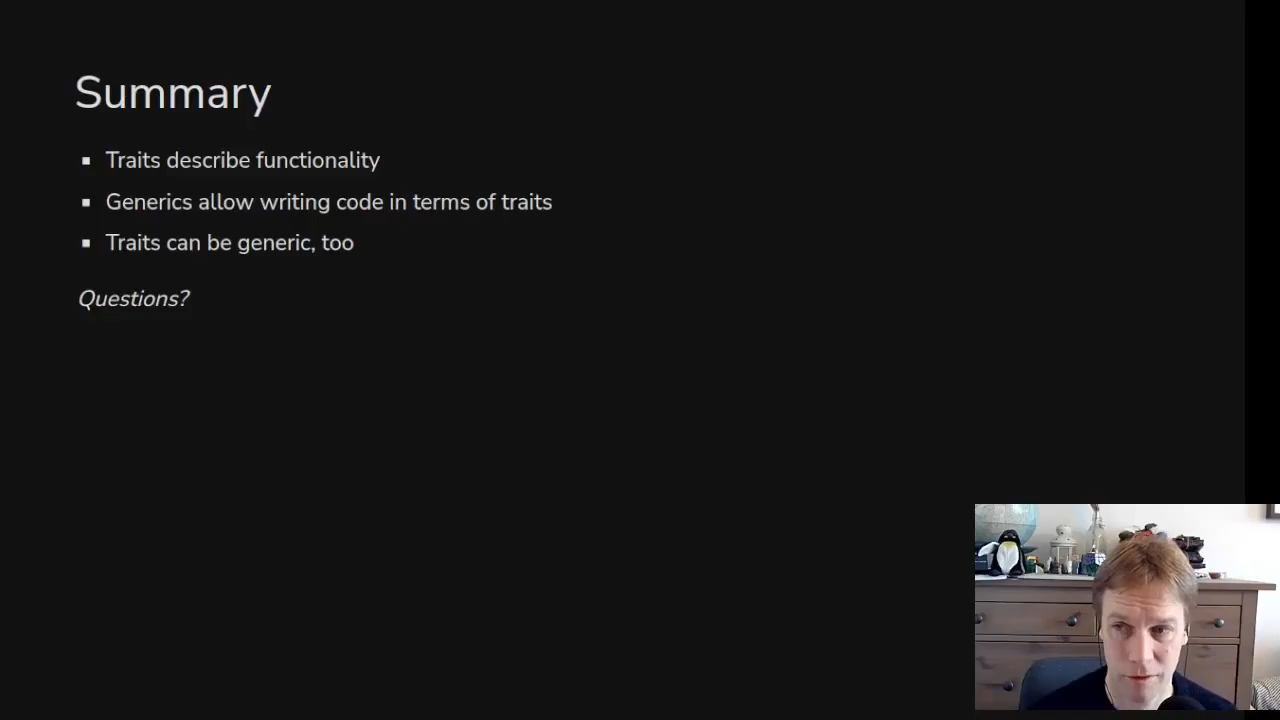 Summary
Traits describe functionality
Generics allow writing code in terms of traits
Traits can be generic, too
Questions?